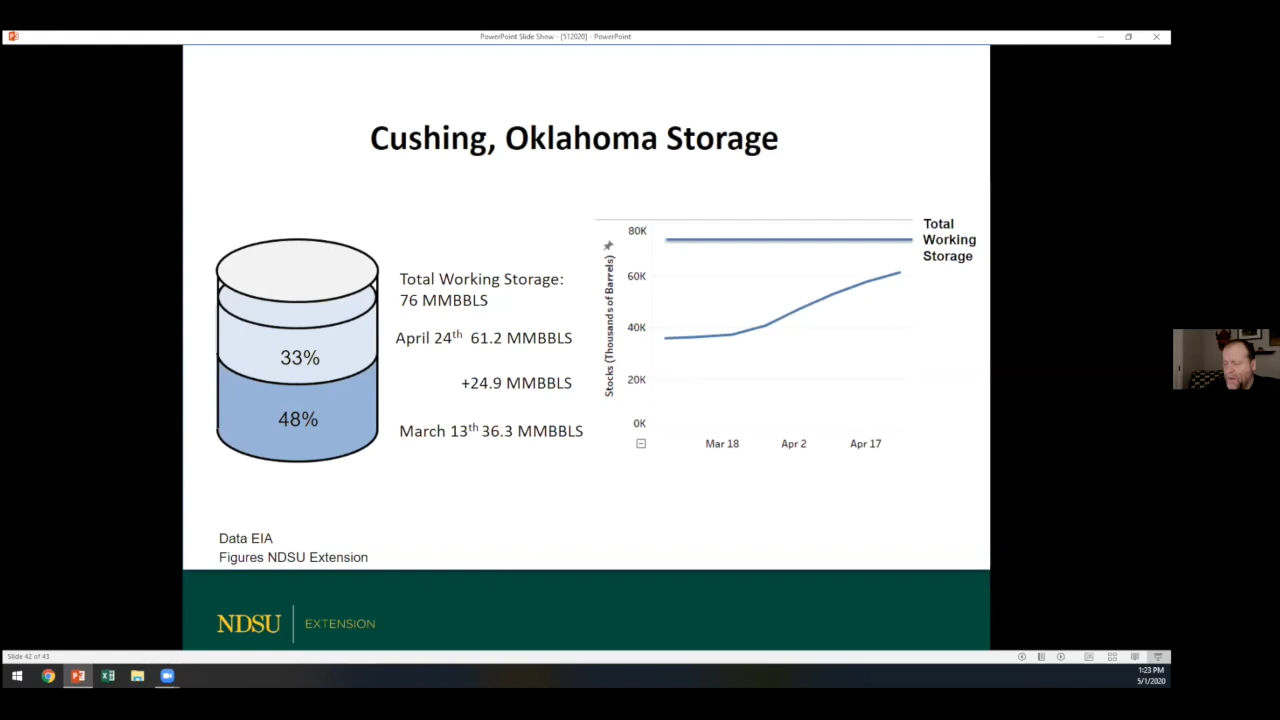 PowerPoint Slide Show - [512020] - PowerPoint
Cushing, Oklahoma Storage
33%
48%
Total Working Storage:
76 MMBBLS
April 24th 61.2 MMBBLS
+24.9 MMBBLS
March 13th 36.3 MMBBLS
Stocks (Thousands of Barrels)
80K
60K
40K
20K
0K
Mar 18
Apr 2
Apr 17
Total
Working
Storage
Data EIA
Figures NDSU Extension
NDSU EXTENSION
Slide 42 of 43
1:23 PM
5/1/2020